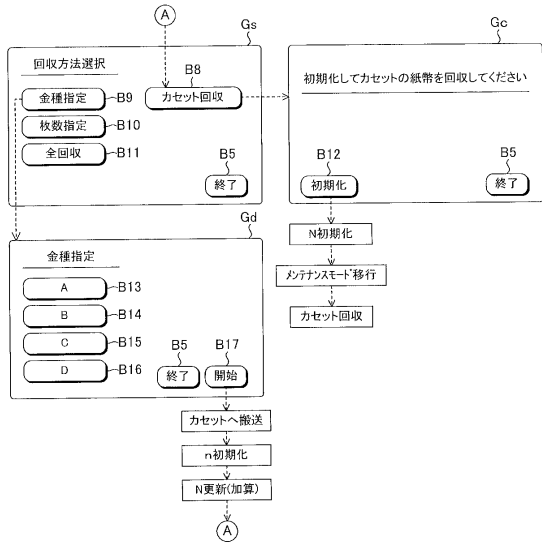 A
Gs
回収方法選択
金種指定
B9
枚数指定
B10
全回収
B11
B8
カセット回収
B5
終了
Gc
初期化してカセットの紙幣を回収してください
B12
初期化
B5
終了
N初期化
メンテナンスモード移行
カセット回収
Gd
金種指定
A
B13
B
B14
C
B15
D
B16
B5
終了
B17
開始
カセットへ搬送
n初期化
N更新(加算)
A